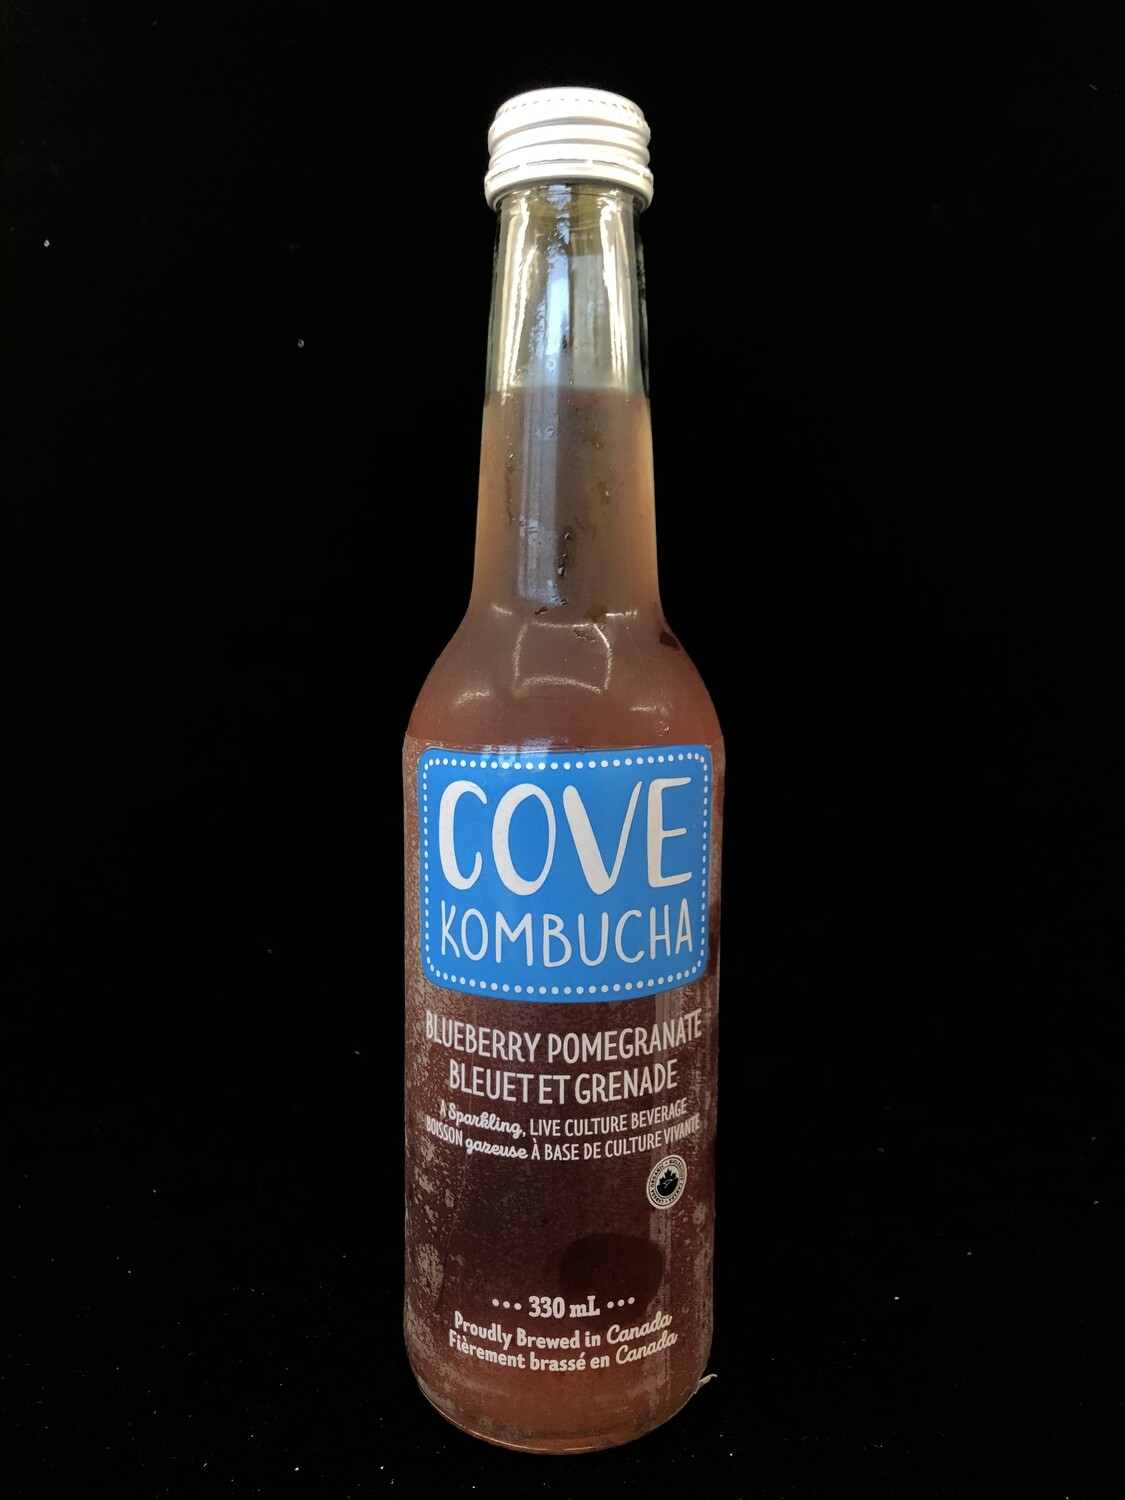 COVE
KOMBUCHA
BLUEBERRY POMEGRANATE
BLEUET ET GRENADE
A Sparkling, LIVE CULTURE BEVERAGE
BOISSON gazeuse À BASE DE CULTURE VIVANTE
••• 330 mL •••
Proudly Brewed in Canada
Fièrement brassé en Canada